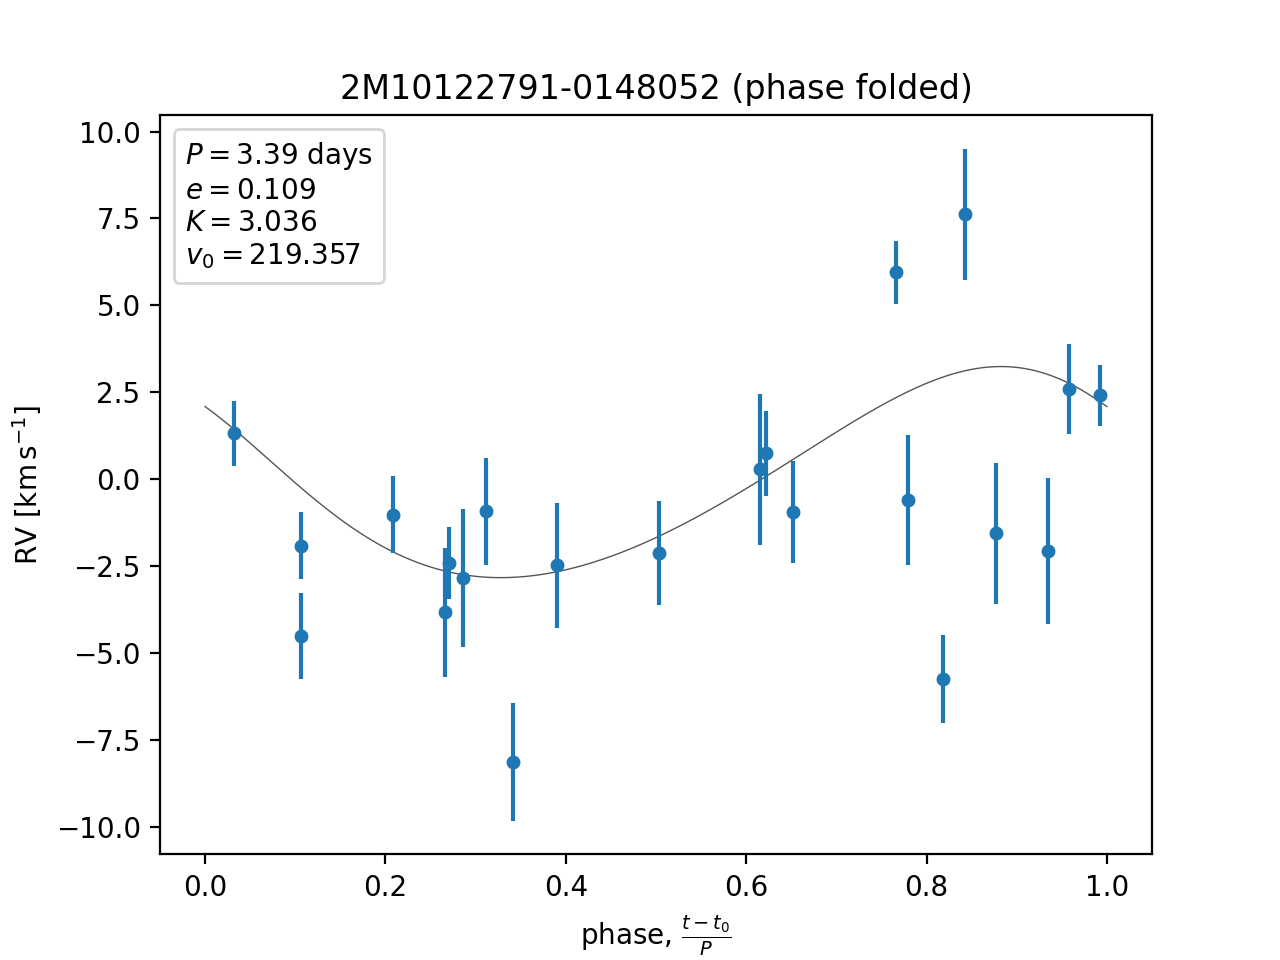 2M10122791-0148052 (phase folded)
P = 3.39 days
e = 0.109
K = 3.036
v₀ = 219.357
10.0
7.5
5.0
2.5
0.0
−2.5
−5.0
−7.5
−10.0
RV [km s⁻¹]
0.0 0.2 0.4 0.6 0.8 1.0
phase, (t − t₀)/P